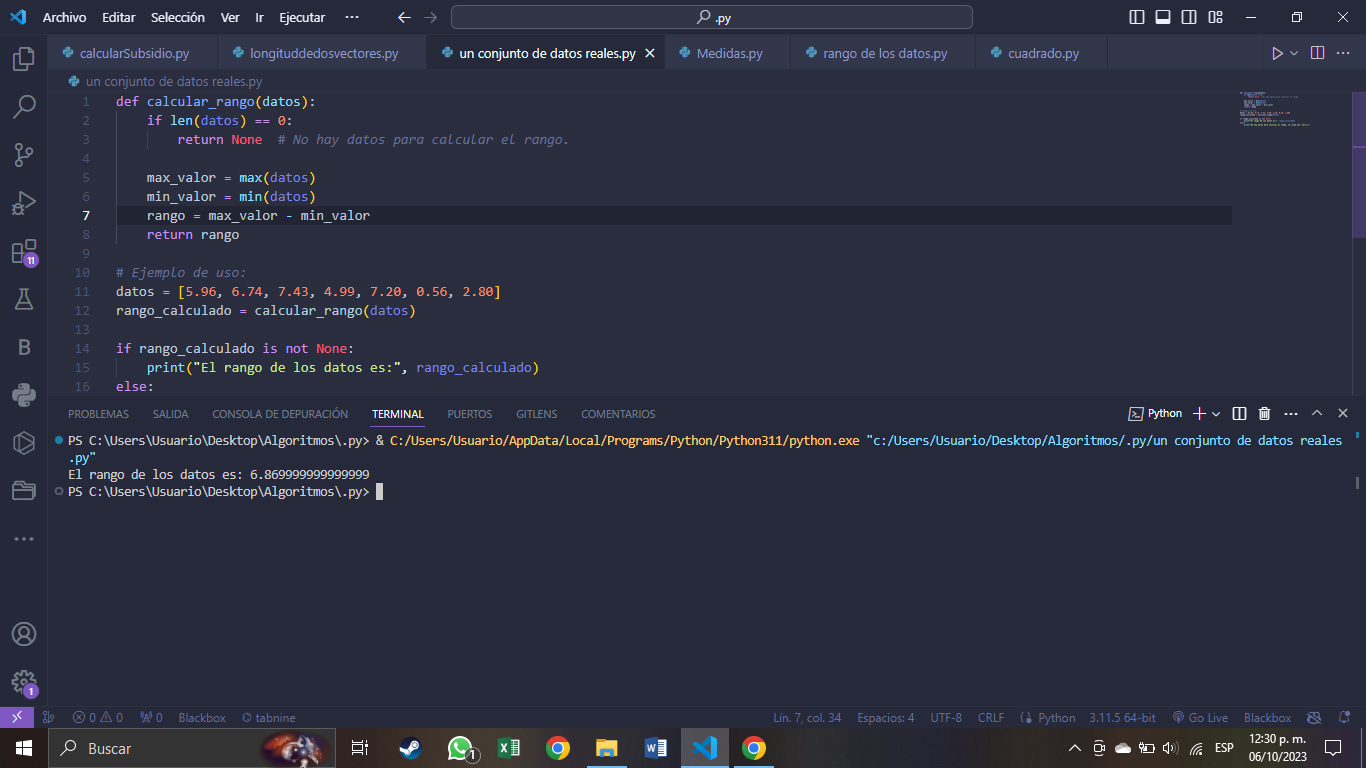 Archivo Editar Selección Ver Ir Ejecutar ··· .py
calcularSubsidio.py longituddedosvectores.py un conjunto de datos reales.py Medidas.py rango de los datos.py cuadrado.py
un conjunto de datos reales.py
1 def calcular_rango(datos):
2 if len(datos) == 0:
3 return None # No hay datos para calcular el rango.
4
5 max_valor = max(datos)
6 min_valor = min(datos)
7 rango = max_valor - min_valor
8 return rango
9
10 # Ejemplo de uso:
11 datos = [5.96, 6.74, 7.43, 4.99, 7.20, 0.56, 2.80]
12 rango_calculado = calcular_rango(datos)
13
14 if rango_calculado is not None:
15 print("El rango de los datos es:", rango_calculado)
16 else:
11
B
PROBLEMAS SALIDA CONSOLA DE DEPURACIÓN TERMINAL PUERTOS GITLENS COMENTARIOS Python
PS C:\Users\Usuario\Desktop\Algoritmos\.py> & C:/Users/Usuario/AppData/Local/Programs/Python/Python311/python.exe "c:/Users/Usuario/Desktop/Algoritmos/.py/un conjunto de datos reales
.py"
El rango de los datos es: 6.869999999999999
PS C:\Users\Usuario\Desktop\Algoritmos\.py>
1
0 0 0 Blackbox tabnine Lín. 7, col. 34 Espacios: 4 UTF-8 CRLF Python 3.11.5 64-bit Go Live Blackbox
Buscar 1 ESP 12:30 p. m.
06/10/2023